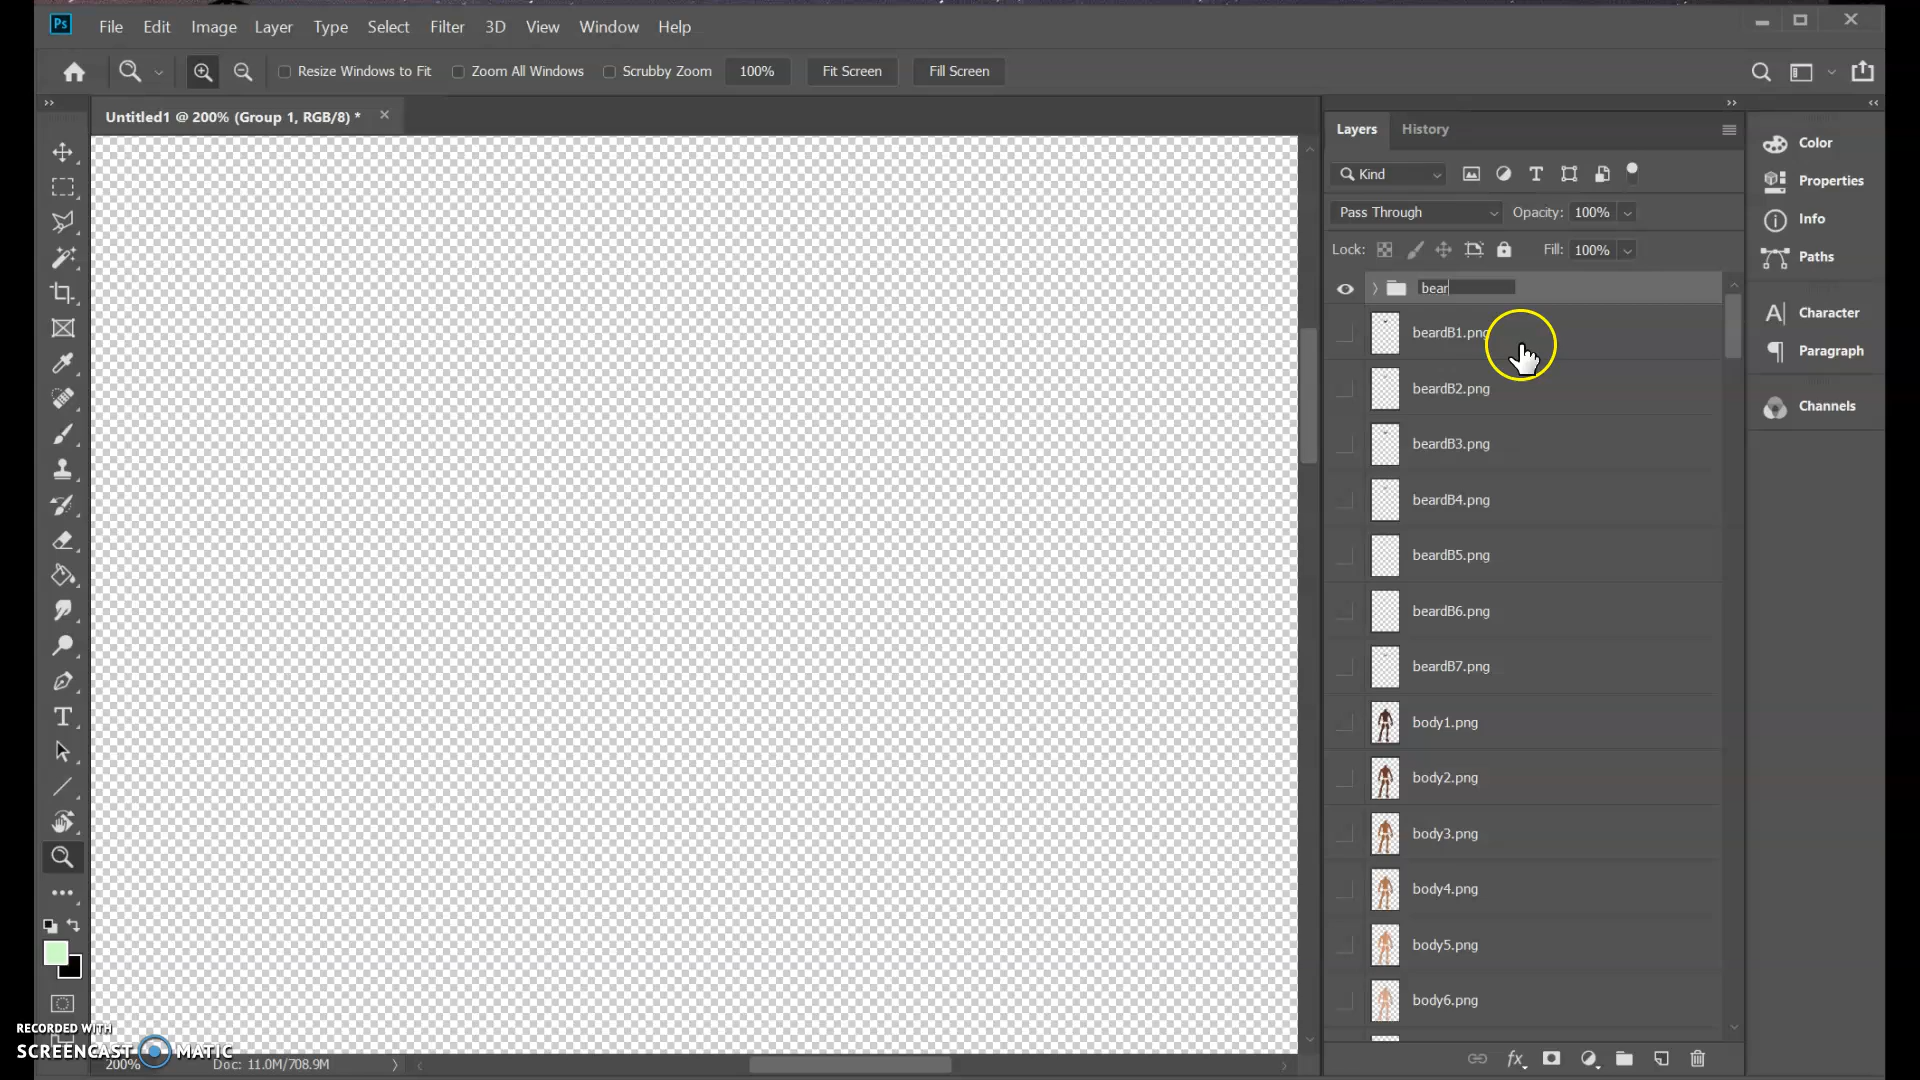 Ps File Edit Image Layer Type Select Filter 3D View Window Help
Resize Windows to Fit Zoom All Windows Scrubby Zoom 100% Fit Screen Fill Screen
Untitled1 @ 200% (Group 1, RGB/8) *
Layers History
Kind
Pass Through Opacity: 100%
Lock: Fill: 100%
bear
beardB1.png
beardB2.png
beardB3.png
beardB4.png
beardB5.png
beardB6.png
beardB7.png
body1.png
body2.png
body3.png
body4.png
body5.png
body6.png
Color
Properties
Info
Paths
Character
Paragraph
Channels
RECORDED WITH
SCREENCAST MATIC
200% Doc: 11.0M/708.9M